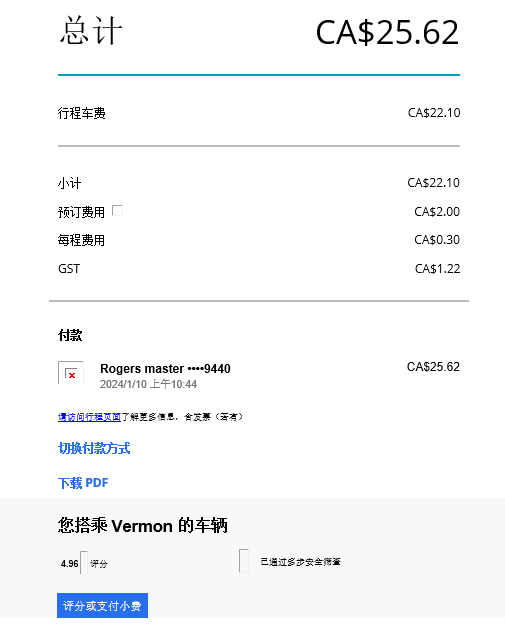 总计 CA$25.62
行程车费 CA$22.10
小计 CA$22.10
预订费用 CA$2.00
每程费用 CA$0.30
GST CA$1.22
付款
Rogers master ••••9440 CA$25.62
2024/1/10 上午10:44
请访问行程页面了解更多信息，含发票（若有）
切换付款方式
下载 PDF
您搭乘 Vermon 的车辆
4.96 评分 已通过多步安全筛查
评分或支付小费